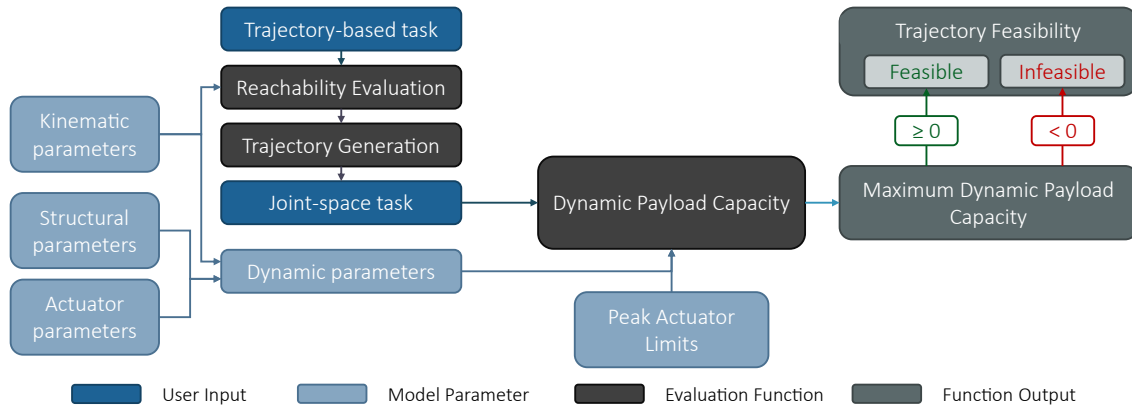 Trajectory-based task
Reachability Evaluation
Trajectory Generation
Joint-space task
Kinematic
parameters
Structural
parameters
Actuator
parameters
Dynamic parameters
Dynamic Payload Capacity
Peak Actuator
Limits
Trajectory Feasibility
Feasible
Infeasible
≥ 0
< 0
Maximum Dynamic Payload
Capacity
User Input
Model Parameter
Evaluation Function
Function Output